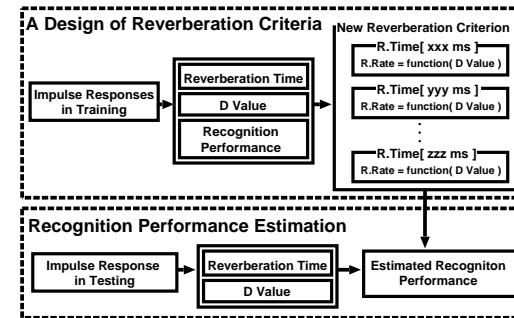 A Design of Reverberation Criteria
Impulse Responses
in Training
Reverberation Time
D Value
Recognition
Performance
New Reverberation Criterion
R.Time[ xxx ms ]
R.Rate = function( D Value )
R.Time[ yyy ms ]
R.Rate = function( D Value )
R.Time[ zzz ms ]
R.Rate = function( D Value )
Recognition Performance Estimation
Impulse Response
in Testing
Reverberation Time
D Value
Estimated Recogniton
Performance